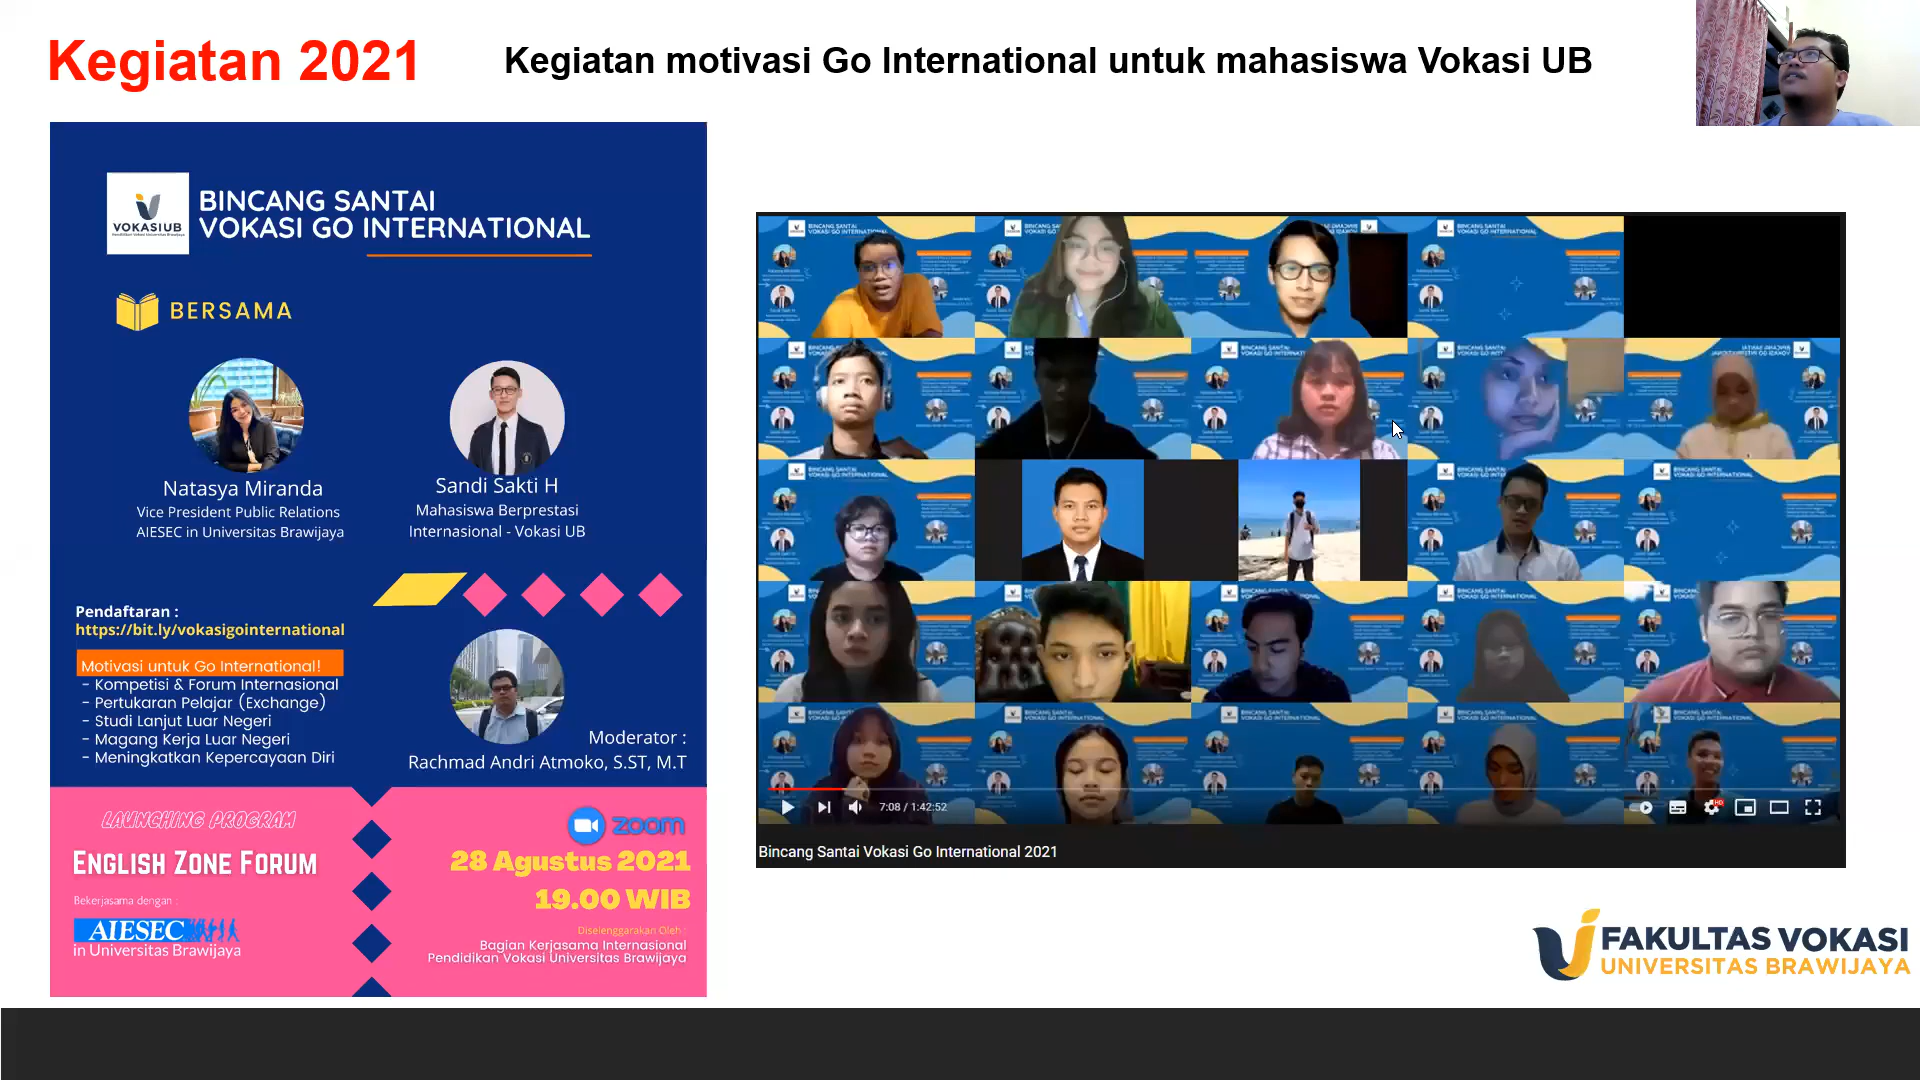 Kegiatan 2021
Kegiatan motivasi Go International untuk mahasiswa Vokasi UB
VOKASIUB
BINCANG SANTAI
VOKASI GO INTERNATIONAL
BERSAMA
Natasya Miranda
Vice President Public Relations
AIESEC in Universitas Brawijaya
Sandi Sakti H
Mahasiswa Berprestasi
Internasional - Vokasi UB
Pendaftaran :
https://bit.ly/vokasigointernational
Motivasi untuk Go International!
- Kompetisi & Forum Internasional
- Pertukaran Pelajar (Exchange)
- Studi Lanjut Luar Negeri
- Magang Kerja Luar Negeri
- Meningkatkan Kepercayaan Diri
Moderator :
Rachmad Andri Atmoko, S.ST, M.T
LAUNCHING PROGRAM
ENGLISH ZONE FORUM
Bekerjasama dengan :
AIESEC
in Universitas Brawijaya
zoom
28 Agustus 2021
19.00 WIB
Diselenggarakan Oleh :
Bagian Kerjasama Internasional
Pendidikan Vokasi Universitas Brawijaya
7:08 / 1:42:52
HD
Bincang Santai Vokasi Go International 2021
FAKULTAS VOKASI
UNIVERSITAS BRAWIJAYA